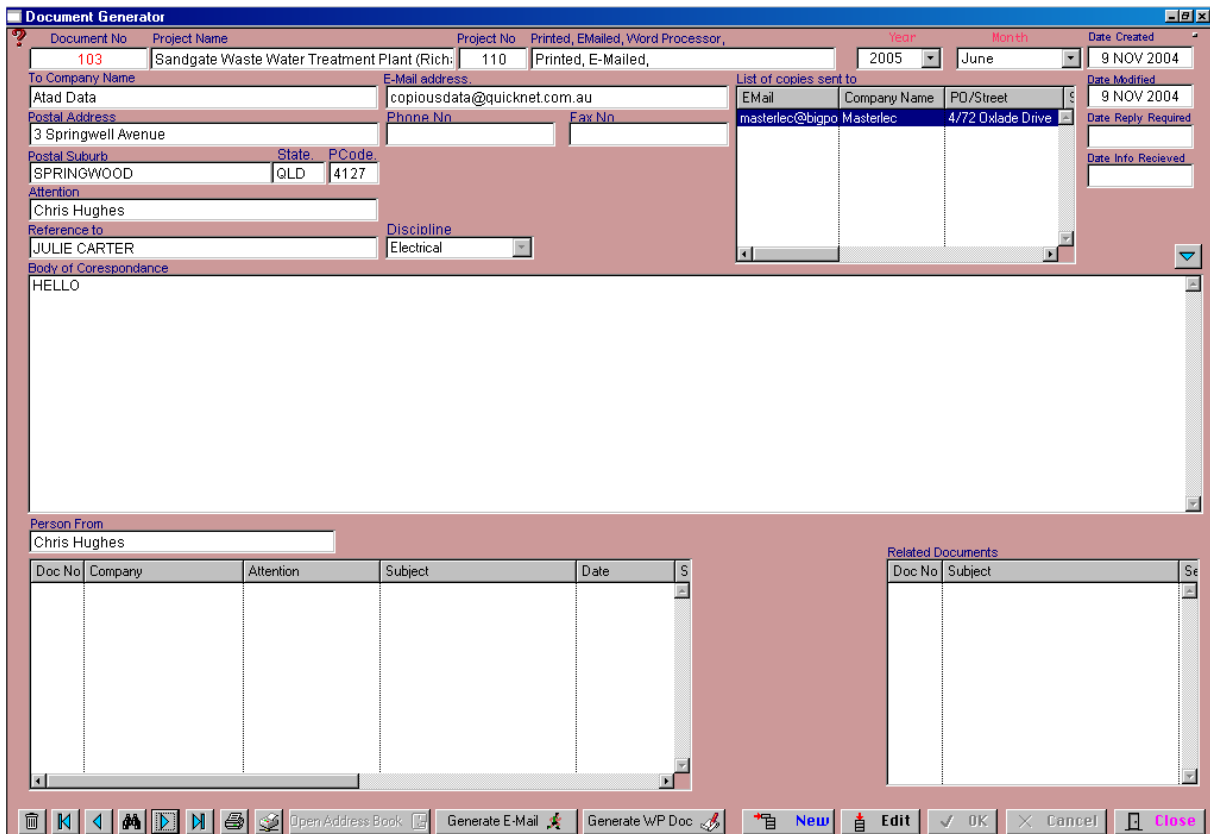 Document Generator
Document No Project Name Project No Printed, EMailed, Word Processor, Year Month Date Created
103 Sandgate Waste Water Treatment Plant (Rich: 110 Printed, E-Mailed, 2005 June 9 NOV 2004
To Company Name E-Mail address. List of copies sent to Date Modified
Atad Data copiousdata@quicknet.com.au EMail Company Name PO/Street S 9 NOV 2004
Postal Address Phone No Fax No masterlec@bigpo Masterlec 4/72 Oxlade Drive Date Reply Required
3 Springwell Avenue
Postal Suburb State. PCode. Date Info Recieved
SPRINGWOOD QLD 4127
Attention
Chris Hughes
Reference to Discipline
JULIE CARTER Electrical
Body of Corespondance
HELLO
Person From
Chris Hughes
Related Documents
Doc No Company Attention Subject Date S Doc No Subject Se
Open Address Book Generate E-Mail Generate WP Doc New Edit OK Cancel Close